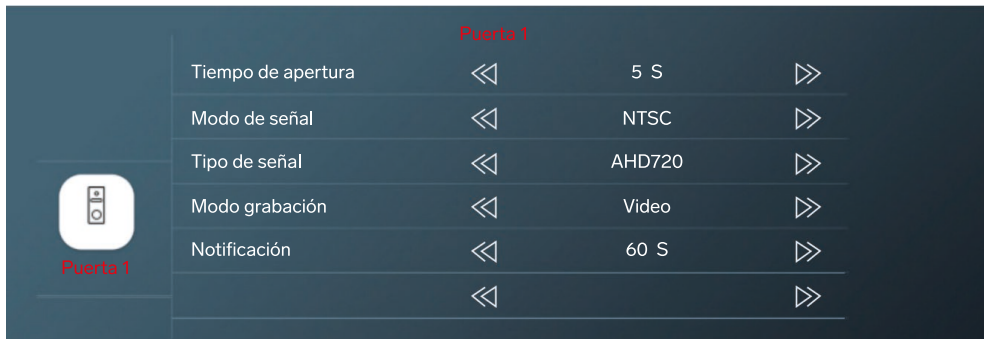 Puerta 1
Tiempo de apertura 5 S
Modo de señal NTSC
Tipo de señal AHD720
Modo grabación Video
Notificación 60 S
Puerta 1